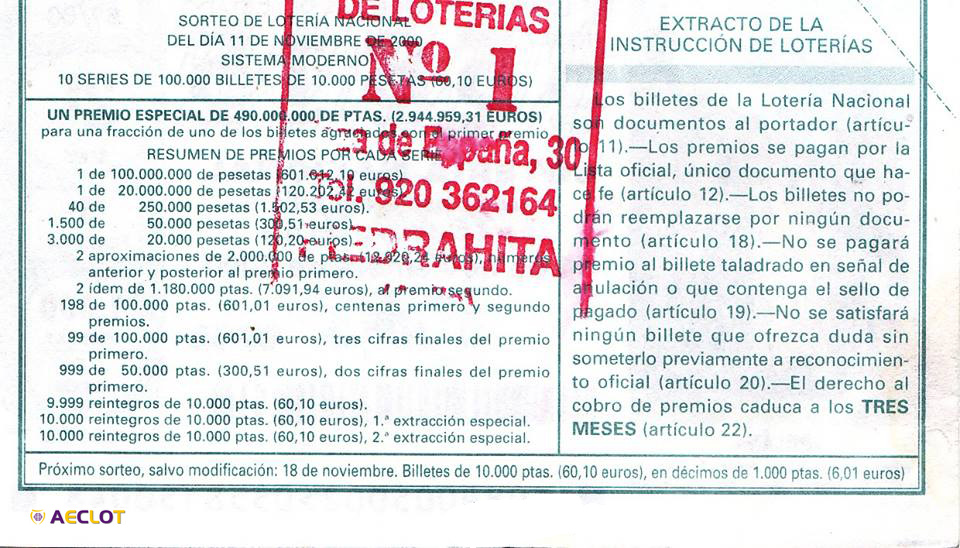 SORTEO DE LOTERÍA NACIONAL
DEL DÍA 11 DE NOVIEMBRE DE 2000
SISTEMA MODERNO
10 SERIES DE 100.000 BILLETES DE 10.000 PESETAS (60,10 EUROS)
DE LOTERIAS
Nº 1
de España, 30
920 362164
PIEDRAHITA
UN PREMIO ESPECIAL DE 490.000.000 DE PTAS. (2.944.959,31 EUROS)
para una fracción de uno de los billetes agraciados con el primer premio
RESUMEN DE PREMIOS POR CADA SERIE
1 de 100.000.000 de pesetas (601.012,10 euros)
1 de 20.000.000 de pesetas (120.202,42 euros).
40 de 250.000 pesetas (1.502,53 euros).
1.500 de 50.000 pesetas (300,51 euros).
3.000 de 20.000 pesetas (120,20 euros).
2 aproximaciones de 2.000.000 de ptas. (12.020,24 euros), números
anterior y posterior al premio primero.
2 ídem de 1.180.000 ptas. (7.091,94 euros), al premio segundo.
198 de 100.000 ptas. (601,01 euros), centenas primero y segundo
premios.
99 de 100.000 ptas. (601,01 euros), tres cifras finales del premio
primero.
999 de 50.000 ptas. (300,51 euros), dos cifras finales del premio
primero.
9.999 reintegros de 10.000 ptas. (60,10 euros).
10.000 reintegros de 10.000 ptas. (60,10 euros), 1.ª extracción especial.
10.000 reintegros de 10.000 ptas. (60,10 euros), 2.ª extracción especial.
EXTRACTO DE LA
INSTRUCCIÓN DE LOTERÍAS
Los billetes de la Lotería Nacional
son documentos al portador (artícu-
lo 11).—Los premios se pagan por la
Lista oficial, único documento que ha-
ce fe (artículo 12).—Los billetes no po-
drán reemplazarse por ningún docu-
mento (artículo 18).—No se pagará
premio al billete taladrado en señal de
anulación o que contenga el sello de
pagado (artículo 19).—No se satisfará
ningún billete que ofrezca duda sin
someterlo previamente a reconocimien-
to oficial (artículo 20).—El derecho al
cobro de premios caduca a los TRES
MESES (artículo 22).
Próximo sorteo, salvo modificación: 18 de noviembre. Billetes de 10.000 ptas. (60,10 euros), en décimos de 1.000 ptas. (6,01 euros)
AECLOT